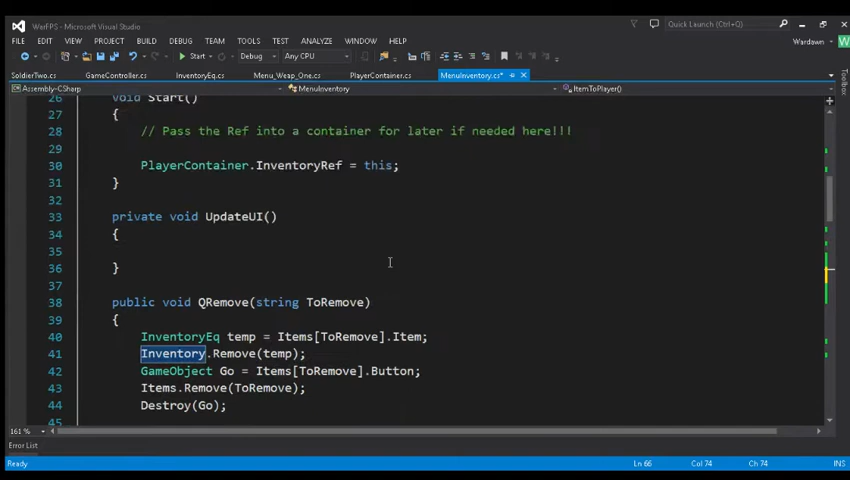 WarFPS - Microsoft Visual Studio
Quick Launch (Ctrl+Q)
FILE EDIT VIEW PROJECT BUILD DEBUG TEAM TOOLS TEST ANALYZE WINDOW HELP
Wardawn
Start Debug Any CPU
SoldierTwo.cs GameController.cs InventoryEq.cs Menu_Weap_One.cs PlayerContainer.cs MenuInventory.cs*
Assembly-CSharp MenuInventory ItemToPlayer()
Toolbox
26 void Start()
27 {
28 // Pass the Ref into a container for later if needed here!!!
29
30 PlayerContainer.InventoryRef = this;
31 }
32
33 private void UpdateUI()
34 {
35
36 }
37
38 public void QRemove(string ToRemove)
39 {
40 InventoryEq temp = Items[ToRemove].Item;
41 Inventory.Remove(temp);
42 GameObject Go = Items[ToRemove].Button;
43 Items.Remove(ToRemove);
44 Destroy(Go);
45
161 %
Error List
Ready Ln 66 Col 74 Ch 74 INS